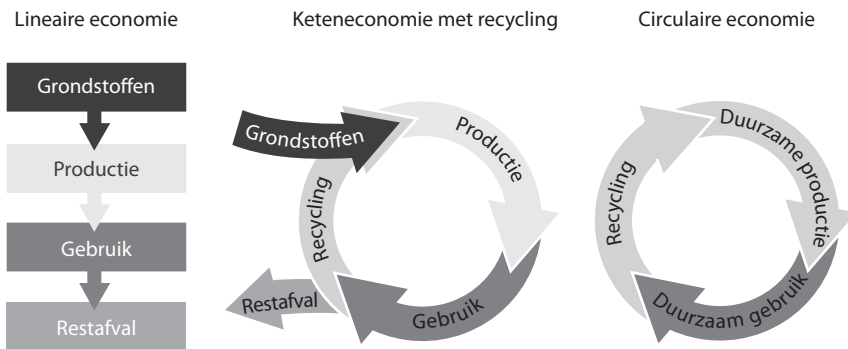 Lineaire economie
Grondstoffen
Productie
Gebruik
Restafval
Keteneconomie met recycling
Grondstoffen
Productie
Gebruik
Restafval
Recycling
Circulaire economie
Duurzame productie
Duurzaam gebruik
Recycling